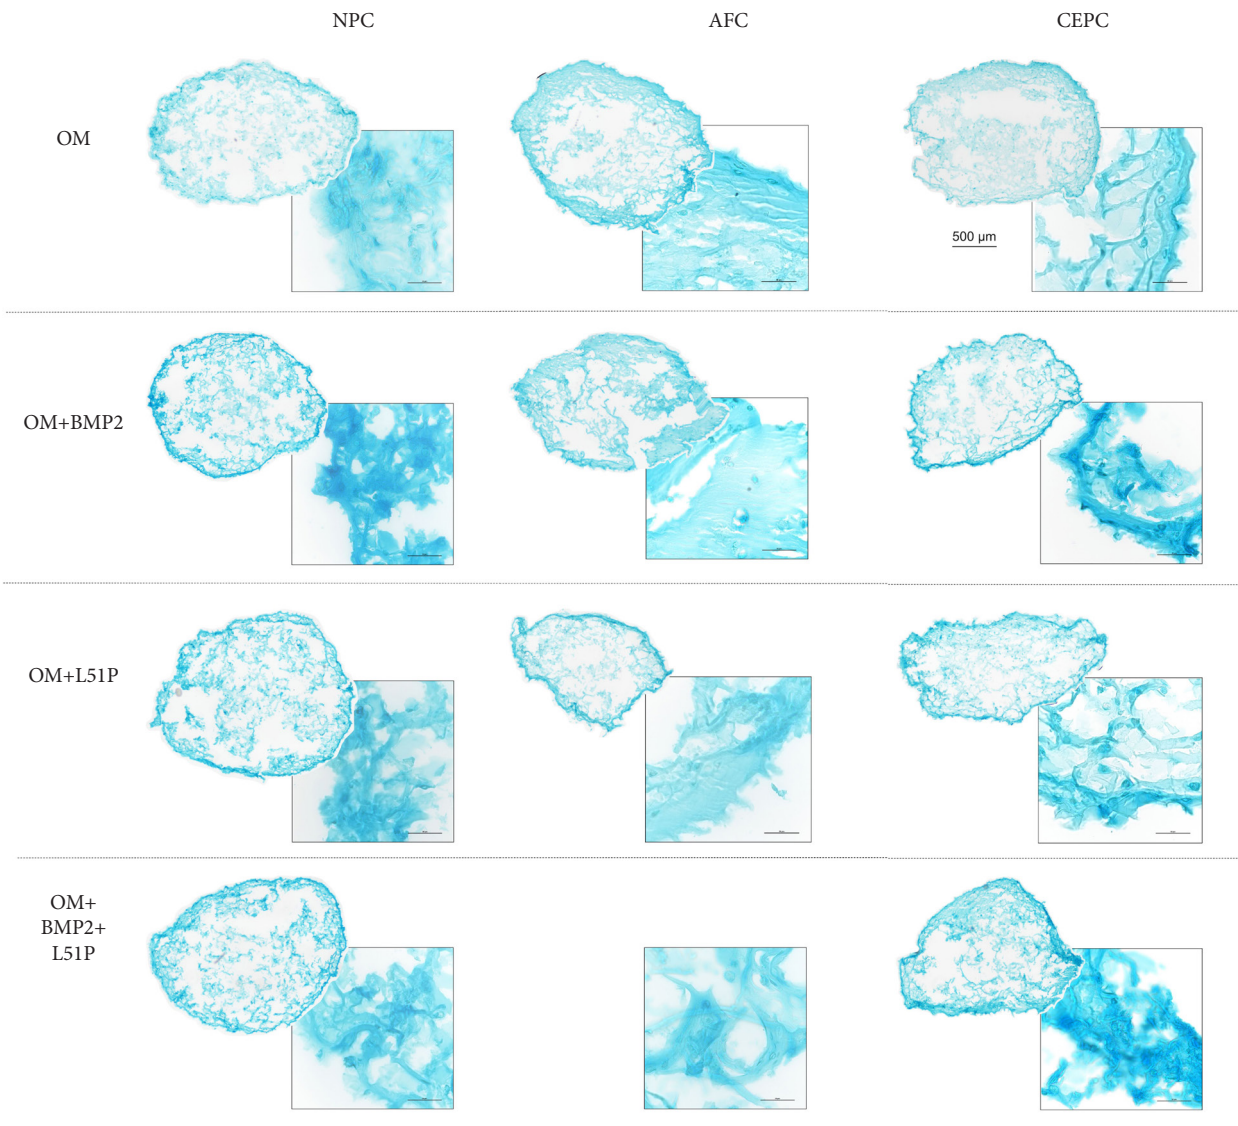 NPC AFC CEPC
OM
500 µm
OM+BMP2
OM+L51P
OM+
BMP2+
L51P